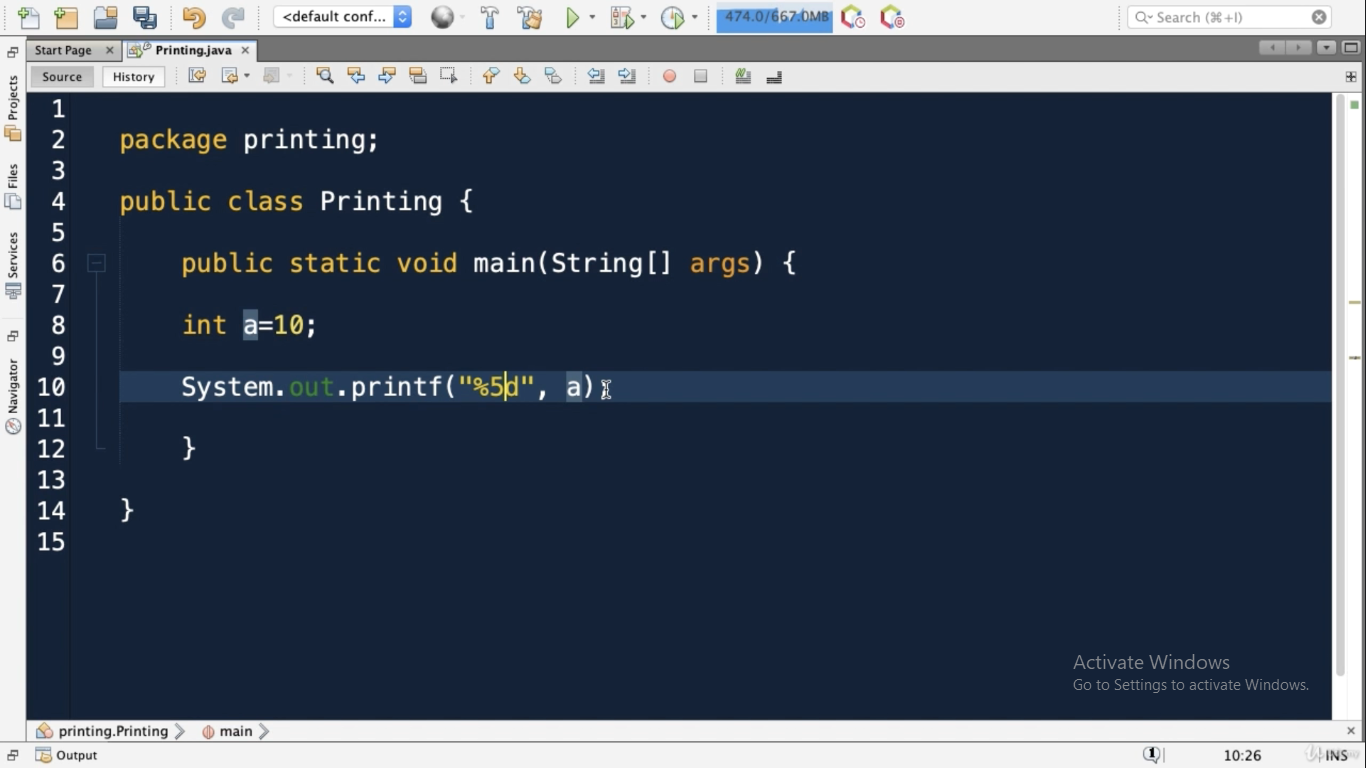 <default conf...
474.0/667.0MB
Search (⌘+I)
Start Page
Printing.java
Source
History
Projects
Files
Services
Navigator
1
2 package printing;
3
4 public class Printing {
5
6 public static void main(String[] args) {
7
8 int a=10;
9
10 System.out.printf("%5d", a);
11
12 }
13
14 }
15
Activate Windows
Go to Settings to activate Windows.
printing.Printing
main
Output
1
10:26
INS